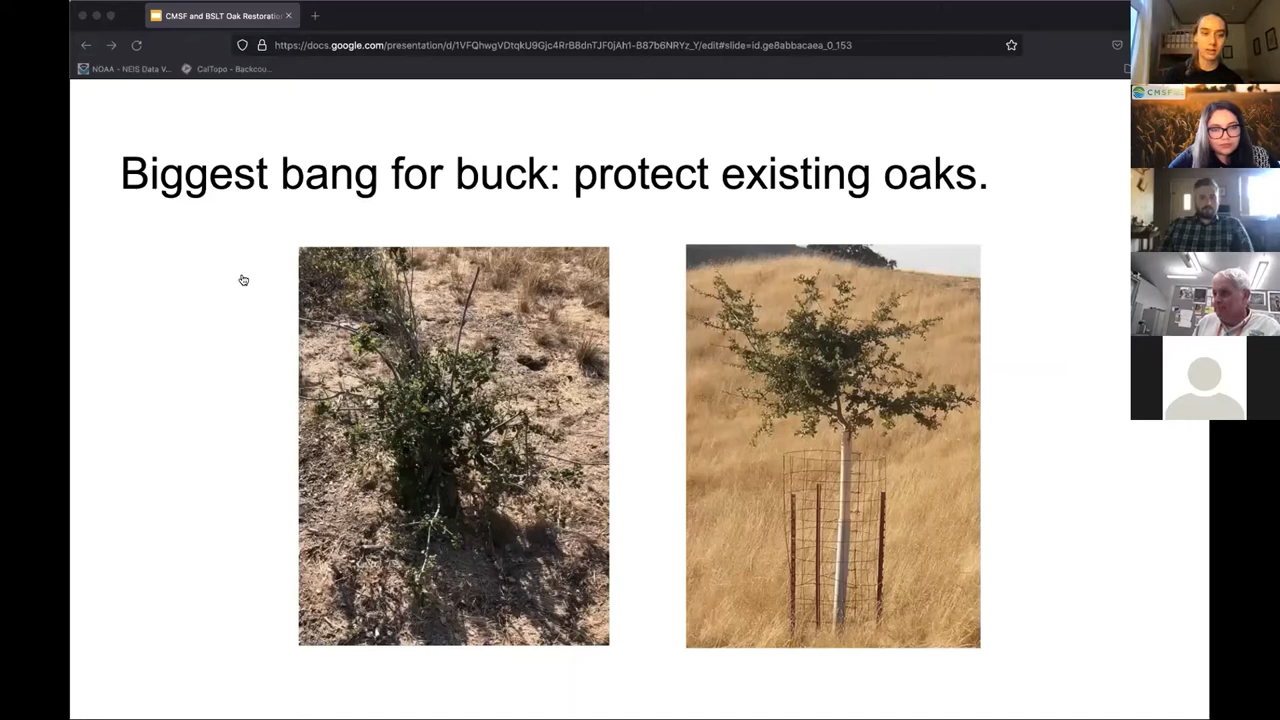 CMSF and BSLT Oak Restoration
https://docs.google.com/presentation/d/1VFQhwgVDtqkU9Gjc4RrB8dnTJF0jAh1-B87b6NRYz_Y/edit#slide=id.ge8abbacaea_0_153
NOAA - NEIS Data V...
CalTopo - Backcou...
CMSF
Biggest bang for buck: protect existing oaks.